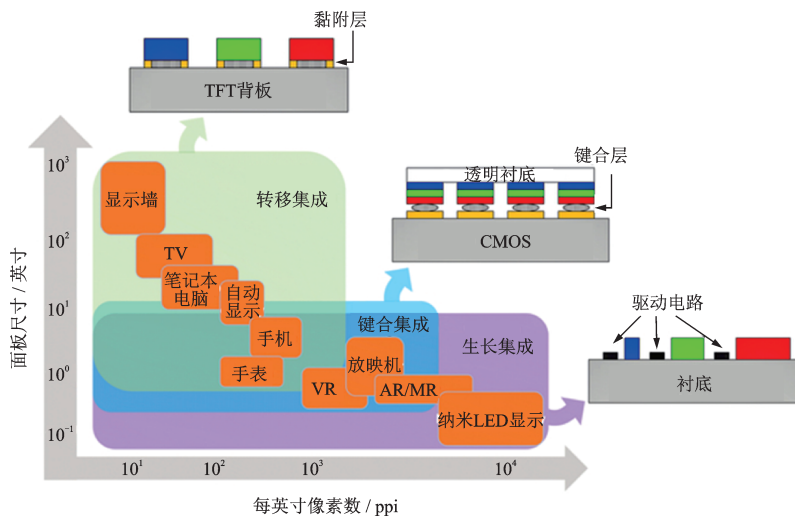 黏附层
TFT背板
10³
显示墙
转移集成
透明衬底
键合层
CMOS
10²
TV
笔记本
电脑
自动
显示
面板尺寸 / 英寸
10¹
键合集成
驱动电路
手机
生长集成
放映机
10⁰
手表
VR
AR/MR
衬底
纳米LED显示
10⁻¹
10¹
10²
10³
10⁴
每英寸像素数 / ppi